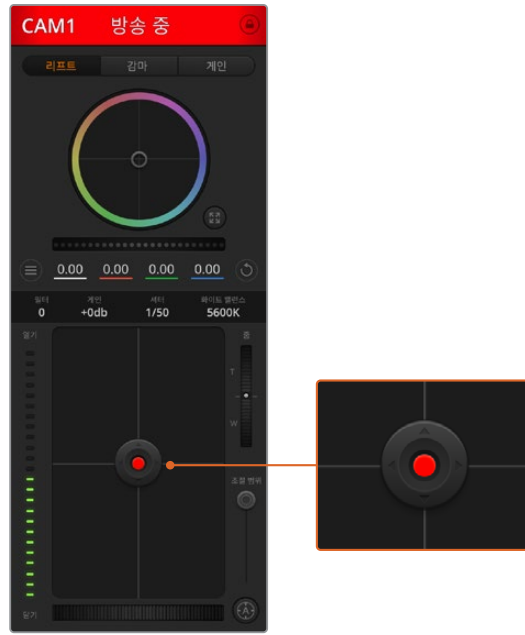 CAM1 방송 중
리프트 감마 게인
0.00 0.00 0.00 0.00
필터 게인 셔터 화이트 밸런스
0 +0db 1/50 5600K
열기 줌
T
W
조절 범위
닫기 A